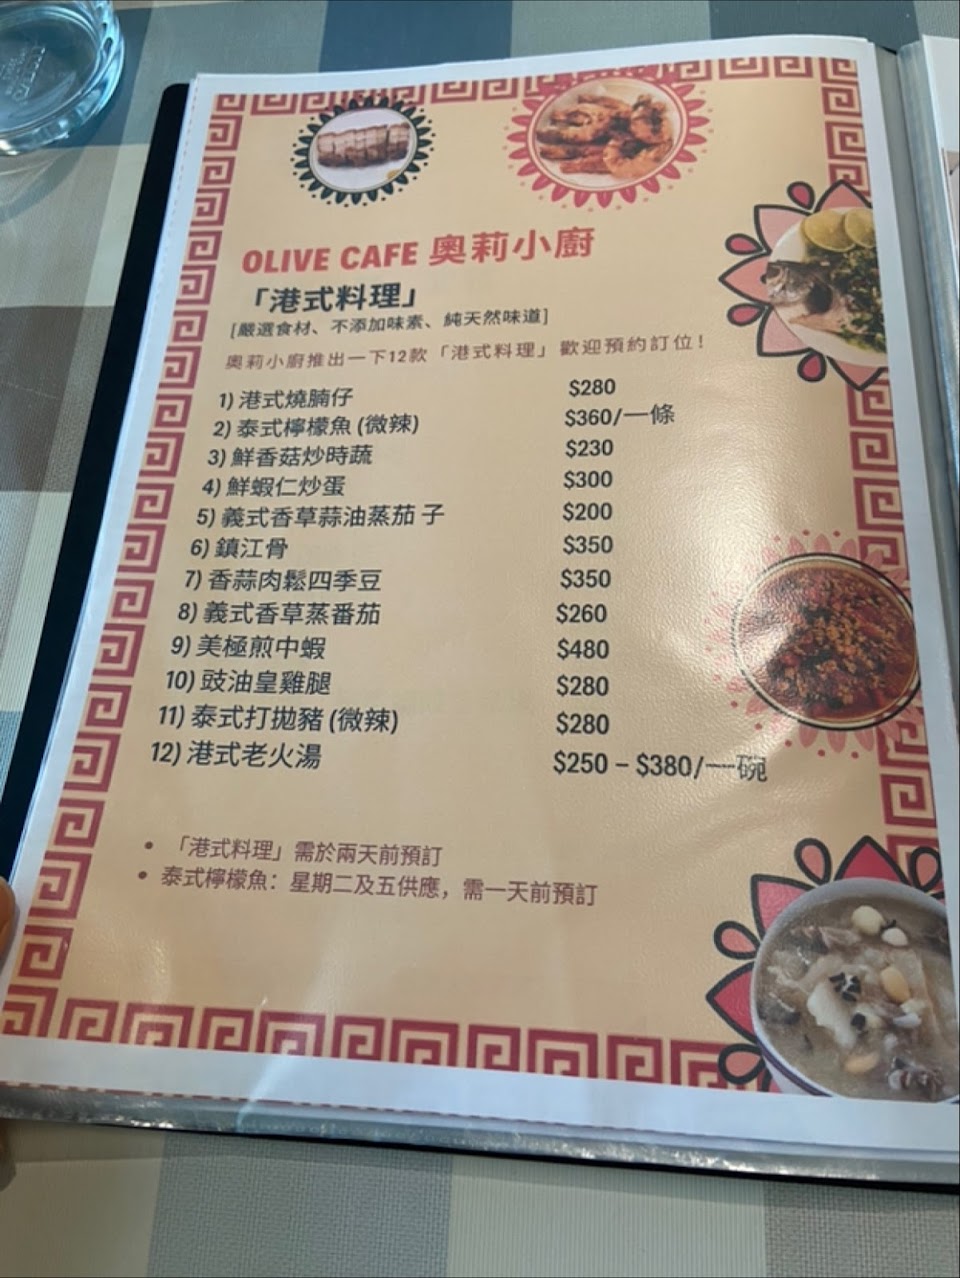 OLIVE CAFE 奧莉小廚
「港式料理」
[嚴選食材、不添加味素、純天然味道]
奧莉小廚推出一下12款「港式料理」歡迎預約訂位！
1) 港式燒腩仔 $280
2) 泰式檸檬魚 (微辣) $360/一條
3) 鮮香菇炒時蔬 $230
4) 鮮蝦仁炒蛋 $300
5) 義式香草蒜油蒸茄 子 $200
6) 鎮江骨 $350
7) 香蒜肉鬆四季豆 $350
8) 義式香草蒸番茄 $260
9) 美極煎中蝦 $480
10) 豉油皇雞腿 $280
11) 泰式打拋豬 (微辣) $280
12) 港式老火湯 $250 – $380/一碗
• 「港式料理」需於兩天前預訂
• 泰式檸檬魚：星期二及五供應，需一天前預訂